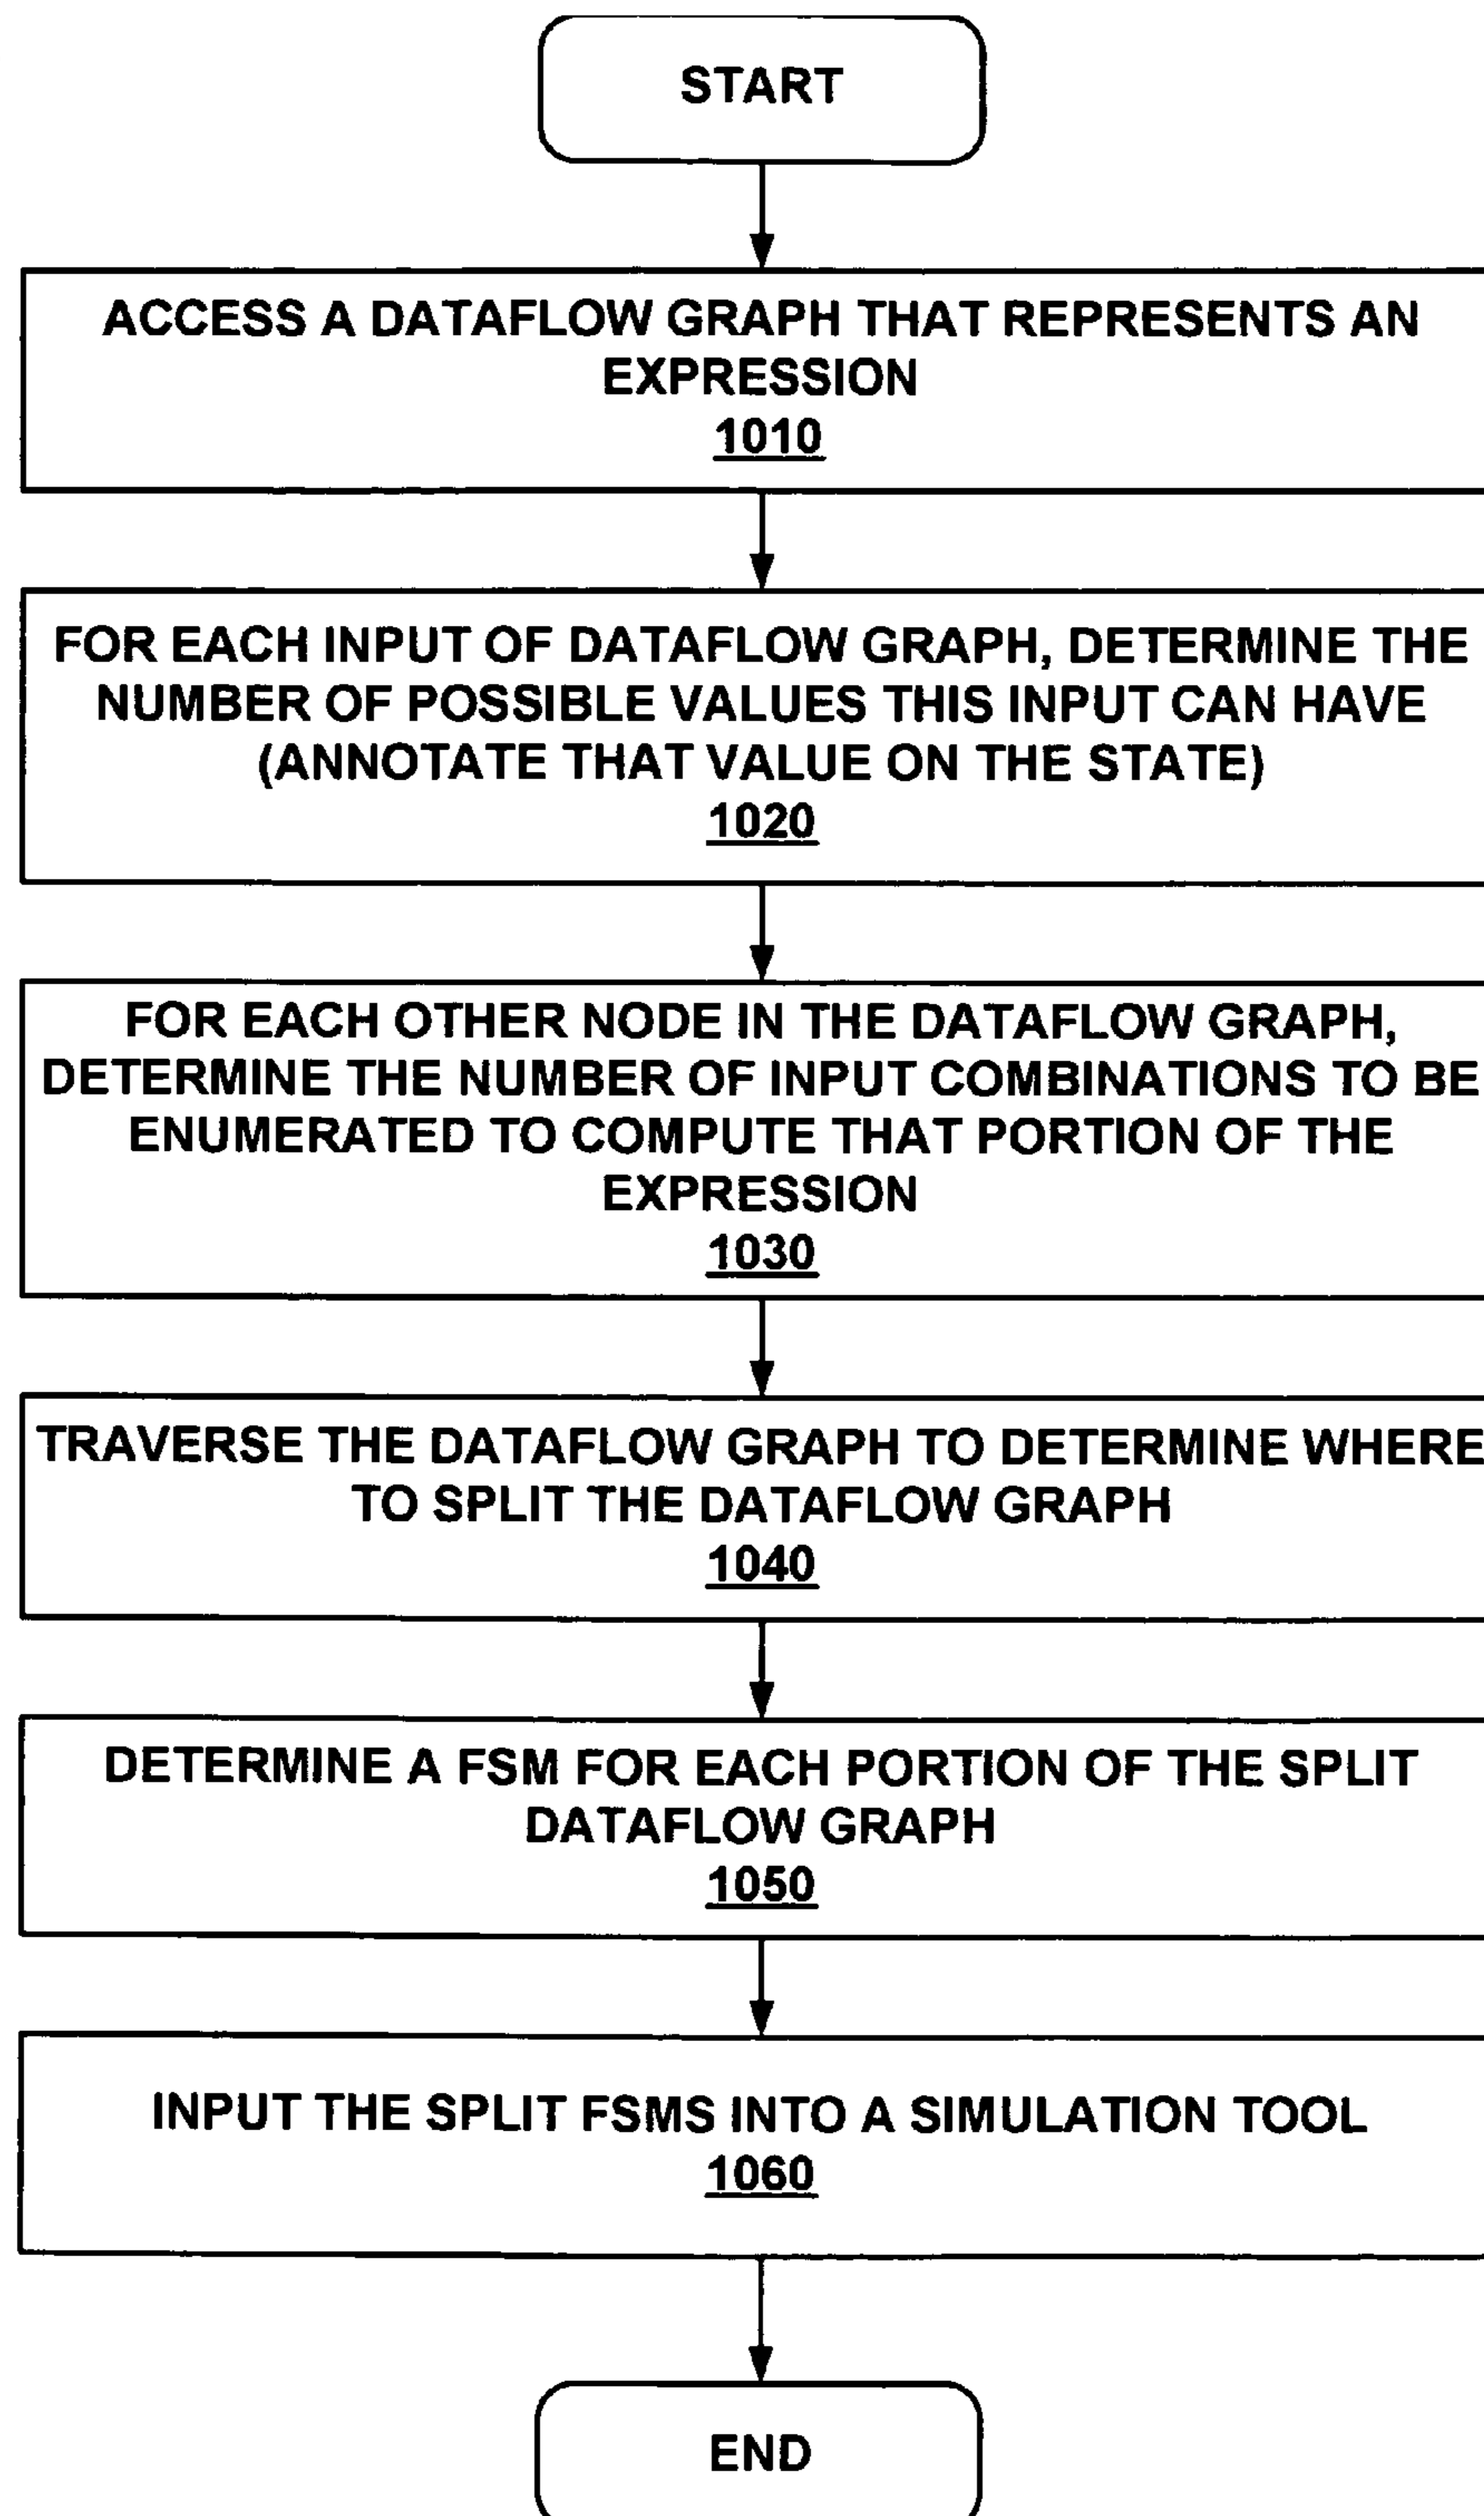 START
ACCESS A DATAFLOW GRAPH THAT REPRESENTS AN
EXPRESSION
1010
FOR EACH INPUT OF DATAFLOW GRAPH, DETERMINE THE
NUMBER OF POSSIBLE VALUES THIS INPUT CAN HAVE
(ANNOTATE THAT VALUE ON THE STATE)
1020
FOR EACH OTHER NODE IN THE DATAFLOW GRAPH,
DETERMINE THE NUMBER OF INPUT COMBINATIONS TO BE
ENUMERATED TO COMPUTE THAT PORTION OF THE
EXPRESSION
1030
TRAVERSE THE DATAFLOW GRAPH TO DETERMINE WHERE
TO SPLIT THE DATAFLOW GRAPH
1040
DETERMINE A FSM FOR EACH PORTION OF THE SPLIT
DATAFLOW GRAPH
1050
INPUT THE SPLIT FSMS INTO A SIMULATION TOOL
1060
END